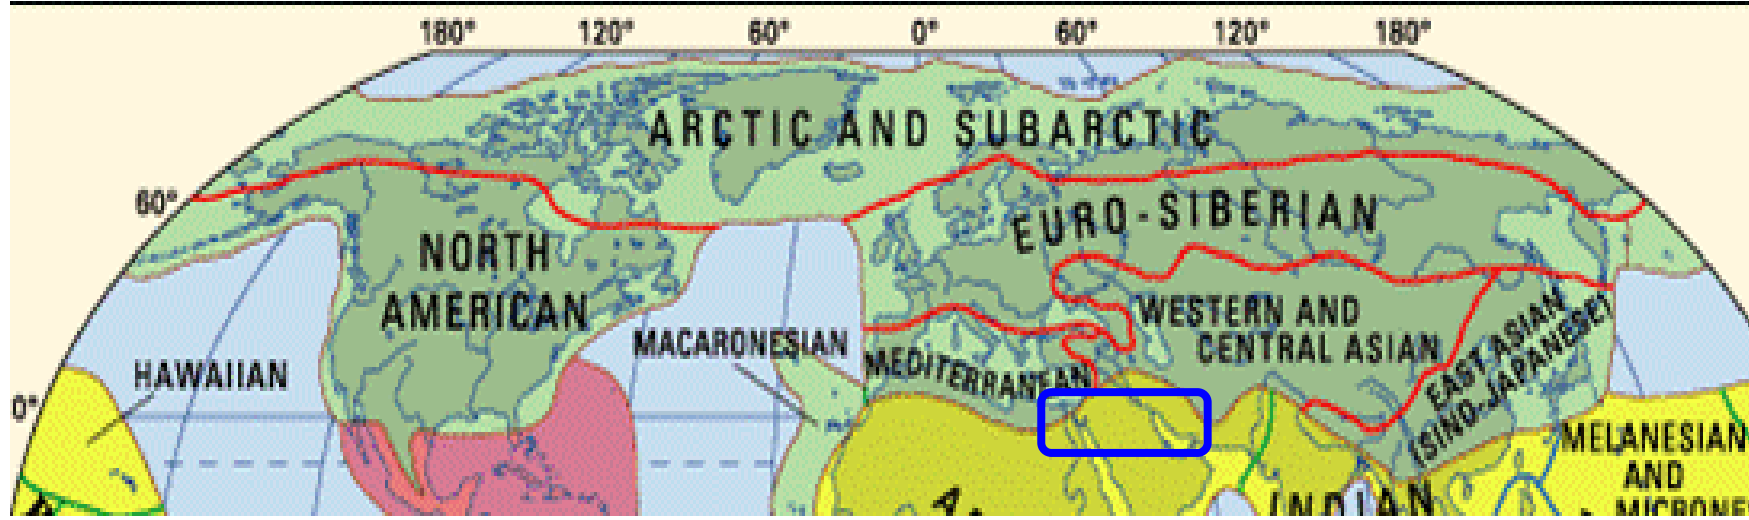 180° 120° 60° 0° 60° 120° 180°
ARCTIC AND SUBARCTIC
60°
EURO-SIBERIAN
NORTH
AMERICAN
WESTERN AND
CENTRAL ASIAN
EAST ASIAN
(SINO-JAPANESE)
MACARONESIAN
MEDITERRANEAN
HAWAIIAN
0°
MELANESIAN
AND
INDIAN